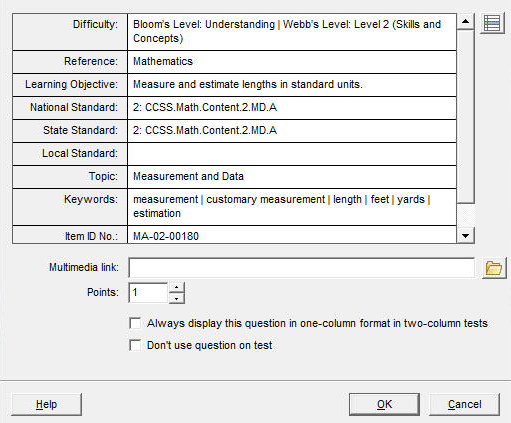 Difficulty: Bloom's Level: Understanding | Webb's Level: Level 2 (Skills and
Concepts)
Reference: Mathematics
Learning Objective: Measure and estimate lengths in standard units.
National Standard: 2: CCSS.Math.Content.2.MD.A
State Standard: 2: CCSS.Math.Content.2.MD.A
Local Standard:
Topic: Measurement and Data
Keywords: measurement | customary measurement | length | feet | yards |
estimation
Item ID No.: MA-02-00180
Multimedia link:
Points: 1
Always display this question in one-column format in two-column tests
Don't use question on test
Help OK Cancel